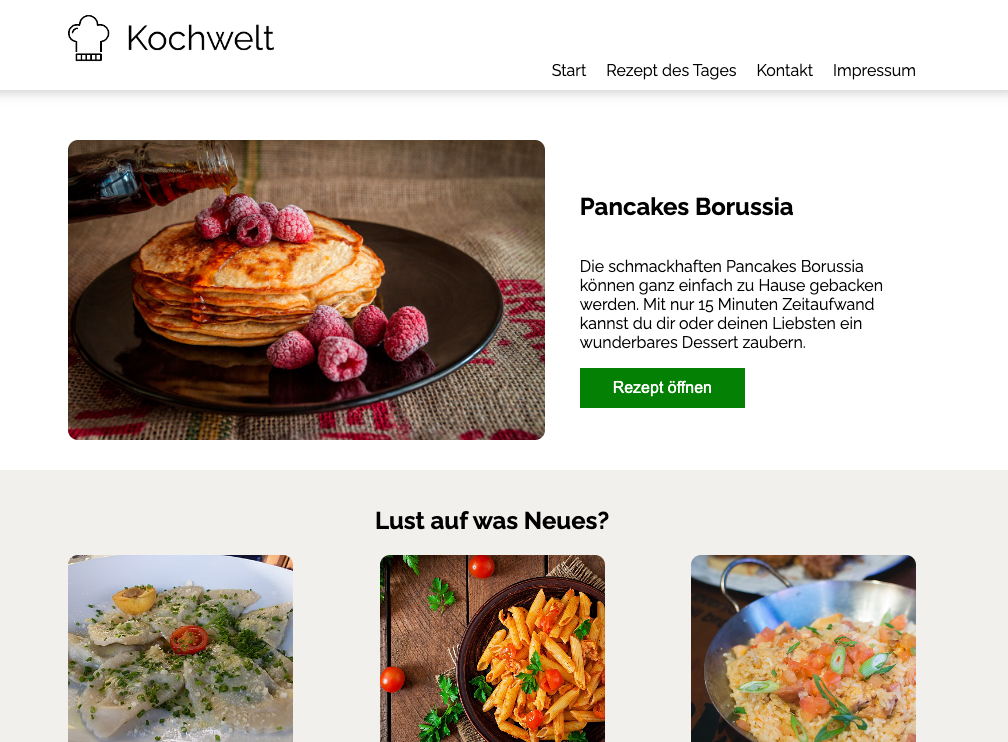 Kochwelt
Start Rezept des Tages Kontakt Impressum
Pancakes Borussia
Die schmackhaften Pancakes Borussia
können ganz einfach zu Hause gebacken
werden. Mit nur 15 Minuten Zeitaufwand
kannst du dir oder deinen Liebsten ein
wunderbares Dessert zaubern.
Rezept öffnen
Lust auf was Neues?